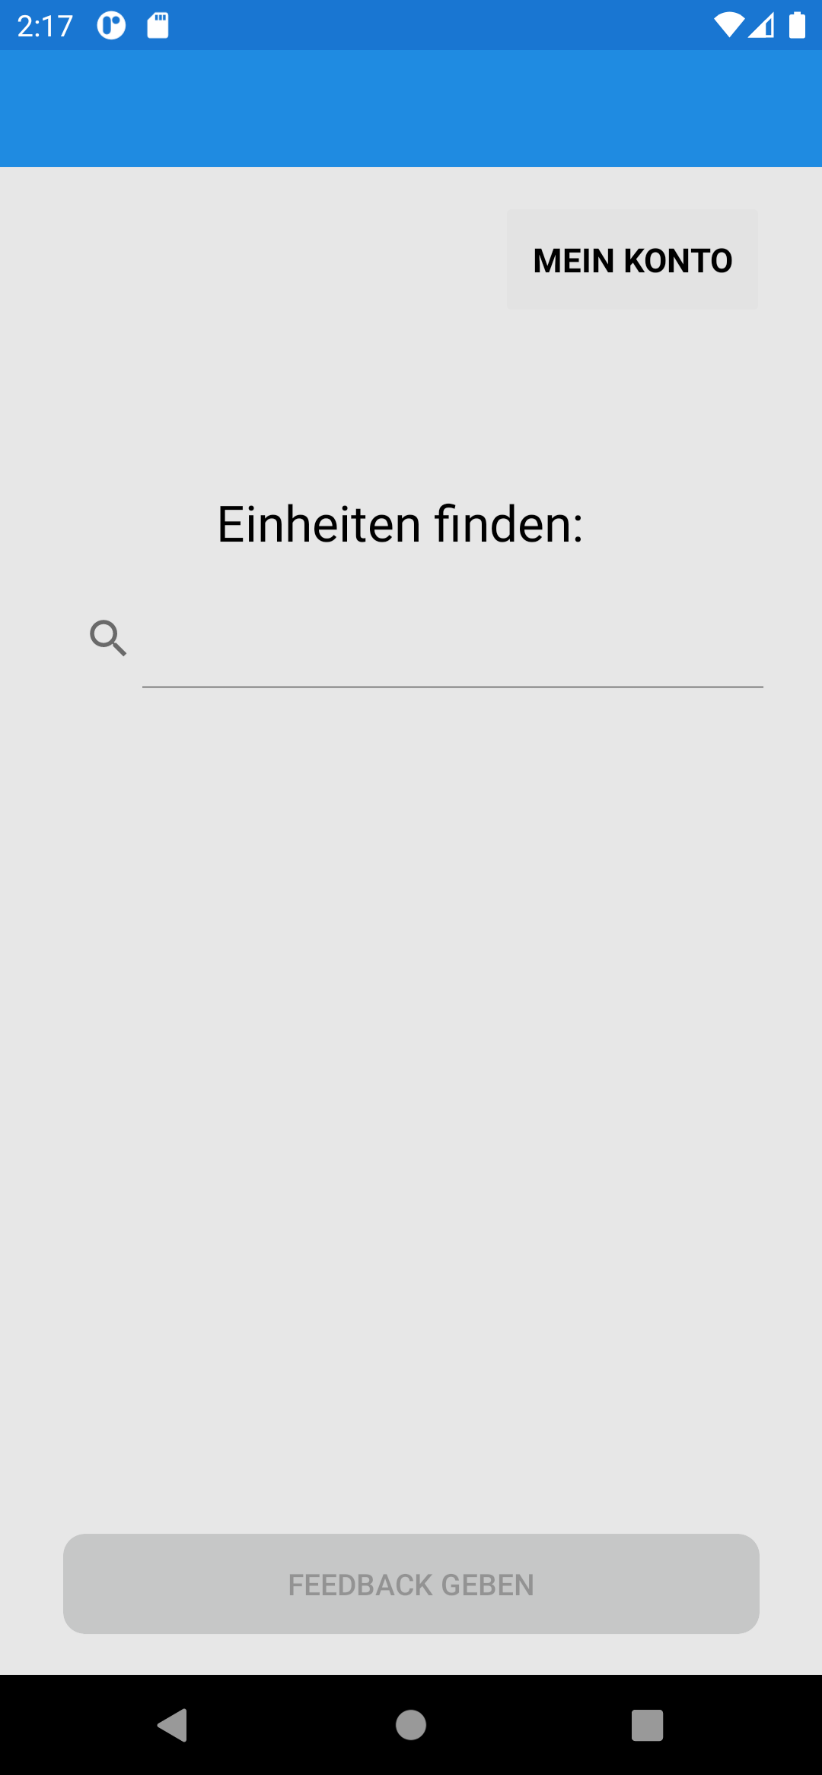 2:17
MEIN KONTO
Einheiten finden:
FEEDBACK GEBEN